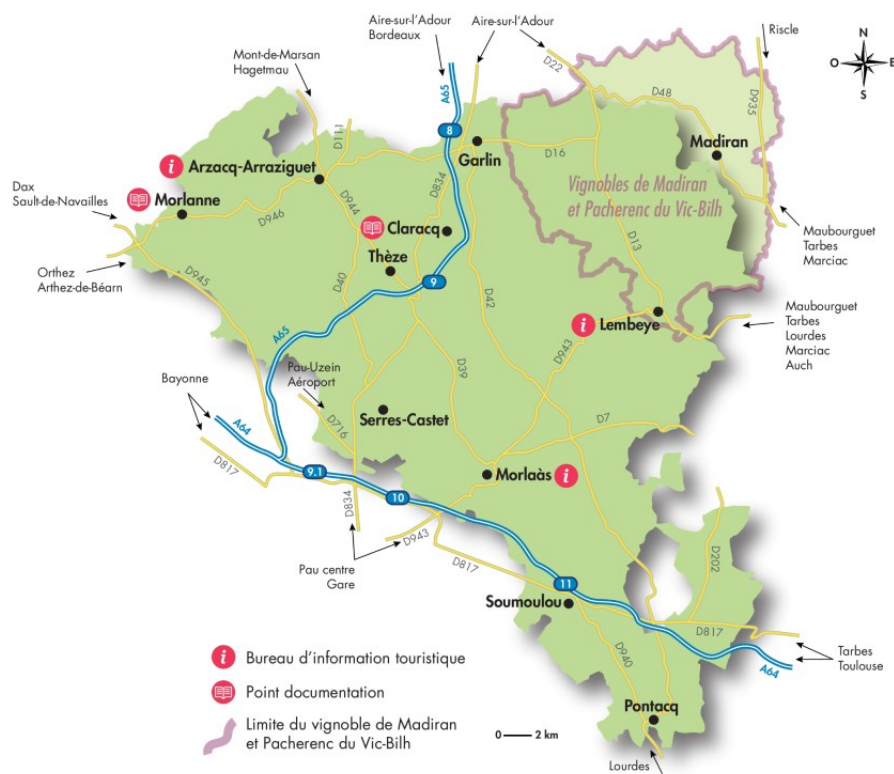 Aire-sur-l'Adour
Bordeaux
Aire-sur-l'Adour
Riscle
Mont-de-Marsan
Hagetmau
N
O
E
S
A65
D22
D48
D935
8
D111
Madiran
Garlin
D16
Arzacq-Arraziguet
D834
Vignobles de Madiran
et Pacherenc du Vic-Bilh
Dax
Sault-de-Navailles
Morlanne
D944
D946
Claracq
D13
Maubourguet
Tarbes
Marciac
Thèze
Orthez
Arthez-de-Béarn
D945
D40
9
D42
Lembeye
Maubourguet
Tarbes
Lourdes
Marciac
Auch
A65
D943
D39
Pau-Uzein
Aéroport
Bayonne
Serres-Castet
D7
A64
D716
D817
9.1
Morlaàs
10
D834
D943
Pau centre
Gare
D817
D202
11
Soumoulou
D817
D940
A64
Tarbes
Toulouse
Bureau d'information touristique
Point documentation
Limite du vignoble de Madiran
et Pacherenc du Vic-Bilh
0 2 km
Pontacq
Lourdes